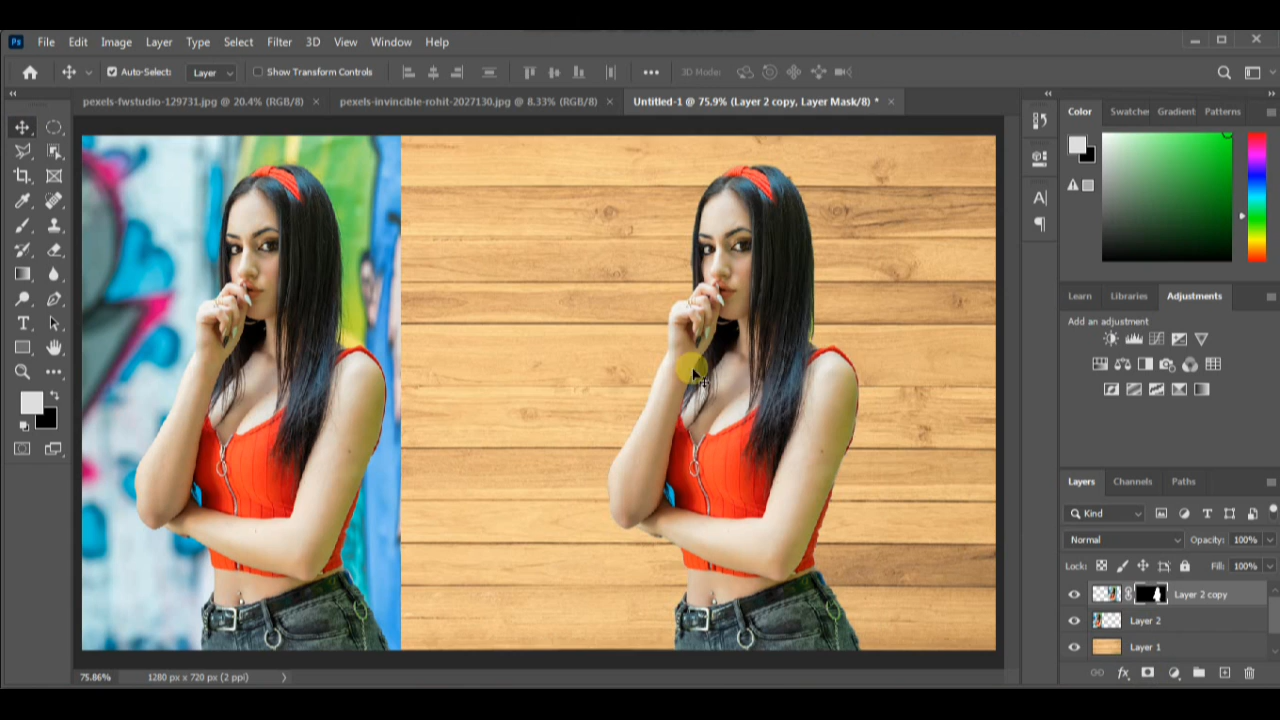 Ps File Edit Image Layer Type Select Filter 3D View Window Help
Auto-Select: Layer Show Transform Controls 3D Mode:
pexels-fwstudio-129731.jpg @ 20.4% (RGB/8) × pexels-invincible-rohit-2027130.jpg @ 8.33% (RGB/8) × Untitled-1 @ 75.9% (Layer 2 copy, Layer Mask/8) * ×
Color Swatches Gradient Patterns
Learn Libraries Adjustments
Add an adjustment
Layers Channels Paths
Kind
Normal Opacity: 100%
Lock: Fill: 100%
Layer 2 copy
Layer 2
Layer 1
75.86% 1280 px x 720 px (2 ppi)